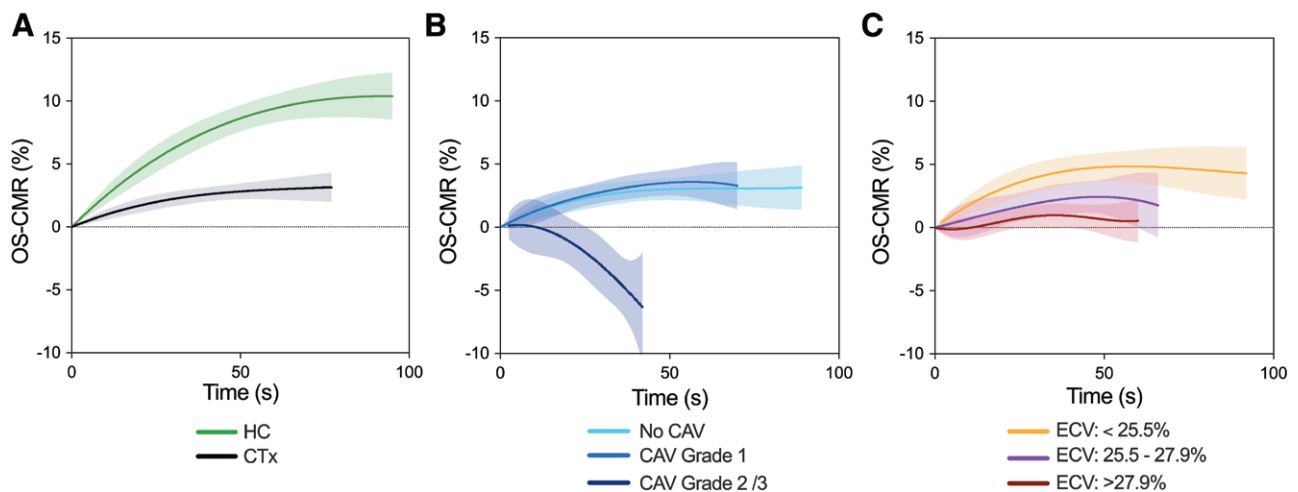 A
OS-CMR (%)
15
10
5
0
-5
-10
0
50
100
Time (s)
HC
CTx
B
OS-CMR (%)
15
10
5
0
-5
-10
0
50
100
Time (s)
No CAV
CAV Grade 1
CAV Grade 2 /3
C
OS-CMR (%)
15
10
5
0
-5
-10
0
50
100
Time (s)
ECV: < 25.5%
ECV: 25.5 - 27.9%
ECV: >27.9%